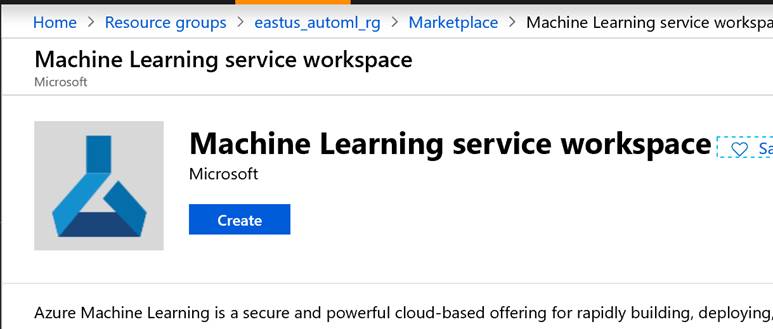 Home > Resource groups > eastus_automl_rg > Marketplace > Machine Learning service workspa
Machine Learning service workspace
Microsoft
Machine Learning service workspace
Sa
Microsoft
Create
Azure Machine Learning is a secure and powerful cloud-based offering for rapidly building, deploying,